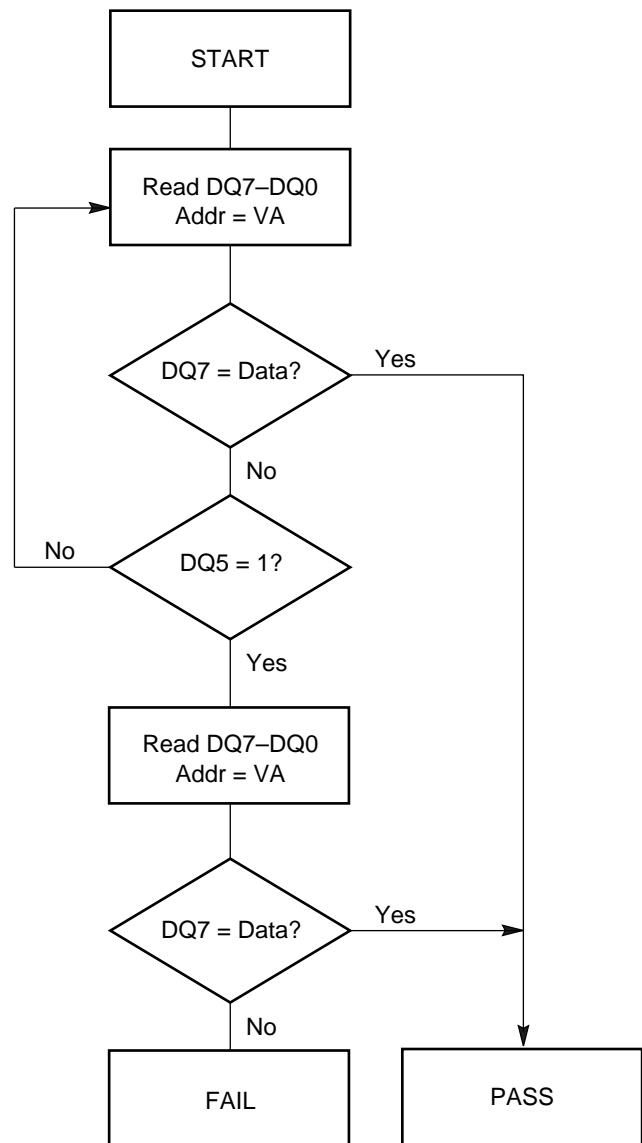 START
Read DQ7–DQ0
Addr = VA
DQ7 = Data?
Yes
No
No
DQ5 = 1?
Yes
Read DQ7–DQ0
Addr = VA
DQ7 = Data?
Yes
No
FAIL
PASS